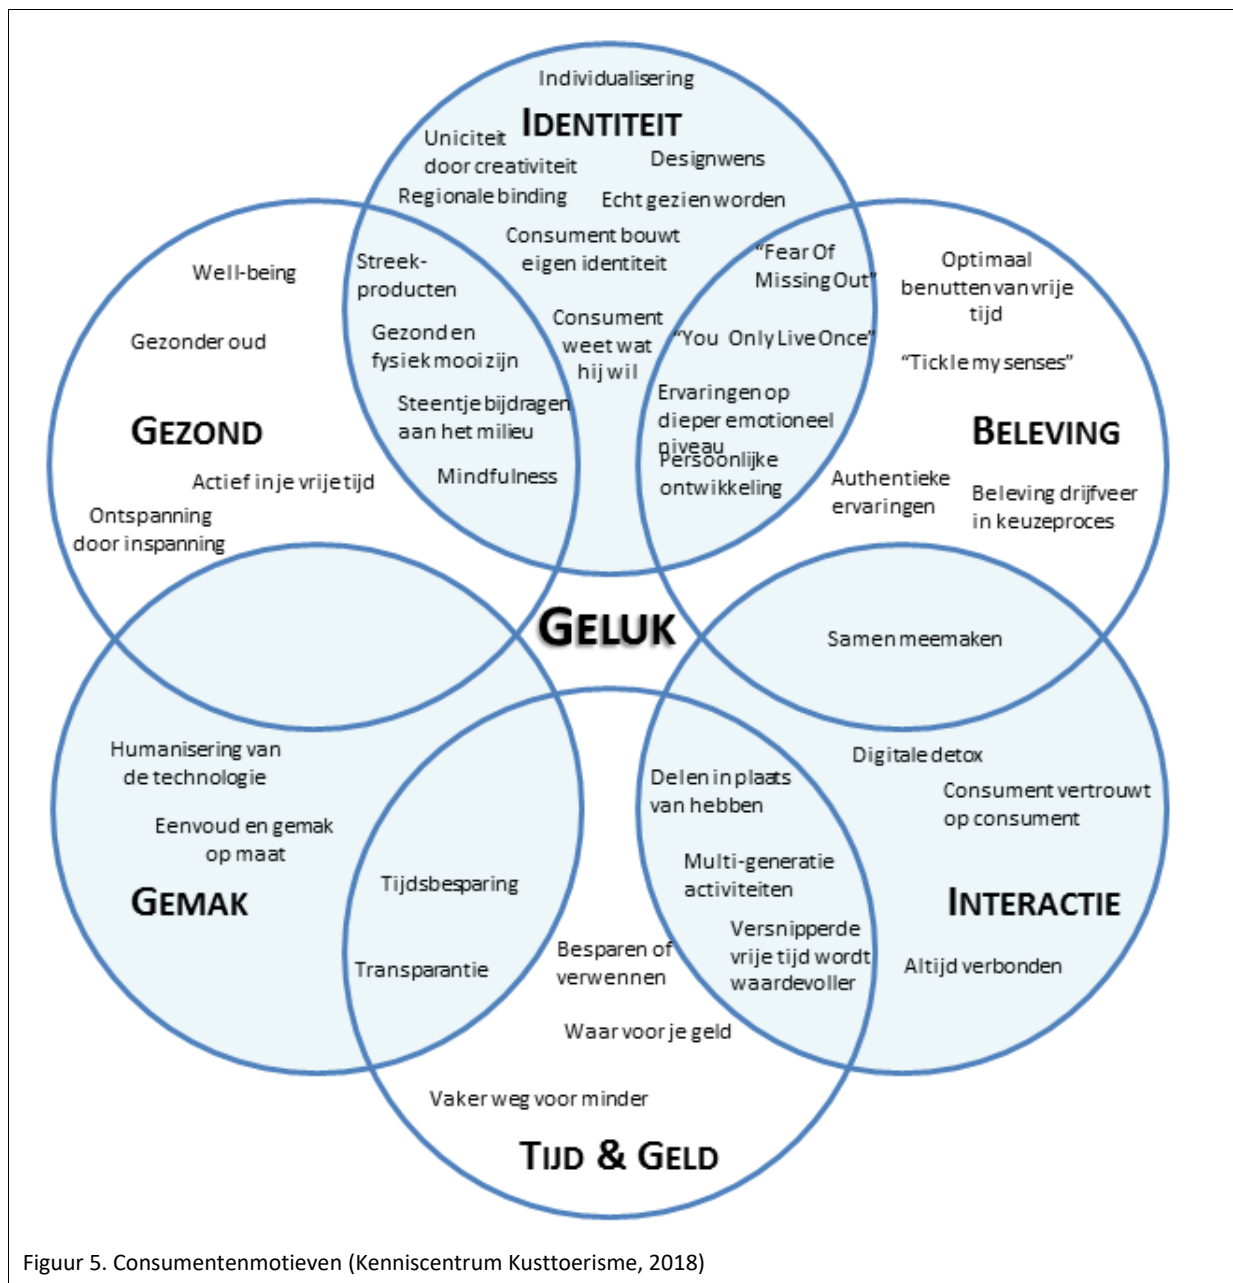 Individualisering
IDENTITEIT
Uniciteit
door creativiteit
Designwens
Regionale binding
Echt gezien worden
Consument bouwt
eigen identiteit
Consument
weet wat
hij wil
Streek-
producten
Gezond en
fysiek mooi zijn
Steentje bijdragen
aan het milieu
Mindfulness
"Fear Of
Missing Out"
"You Only Live Once"
Ervaringen op
dieper emotioneel
niveau
Persoonlijke
ontwikkeling
Well-being
Gezonder oud
GEZOND
Actief in je vrije tijd
Ontspanning
door inspanning
Optimaal
benutten van vrije
tijd
"Tickle my senses"
BELEVING
Authentieke
ervaringen
Beleving drijfveer
in keuzeproces
GELUK
Samen meemaken
Humanisering van
de technologie
Eenvoud en gemak
op maat
GEMAK
Tijdsbesparing
Transparantie
Delen in plaats
van hebben
Multi-generatie
activiteiten
Versnipperde
vrije tijd wordt
waardevoller
Digitale detox
Consument vertrouwt
op consument
INTERACTIE
Altijd verbonden
Besparen of
verwennen
Waar voor je geld
Vaker weg voor minder
TIJD & GELD
Figuur 5. Consumentenmotieven (Kenniscentrum Kusttoerisme, 2018)